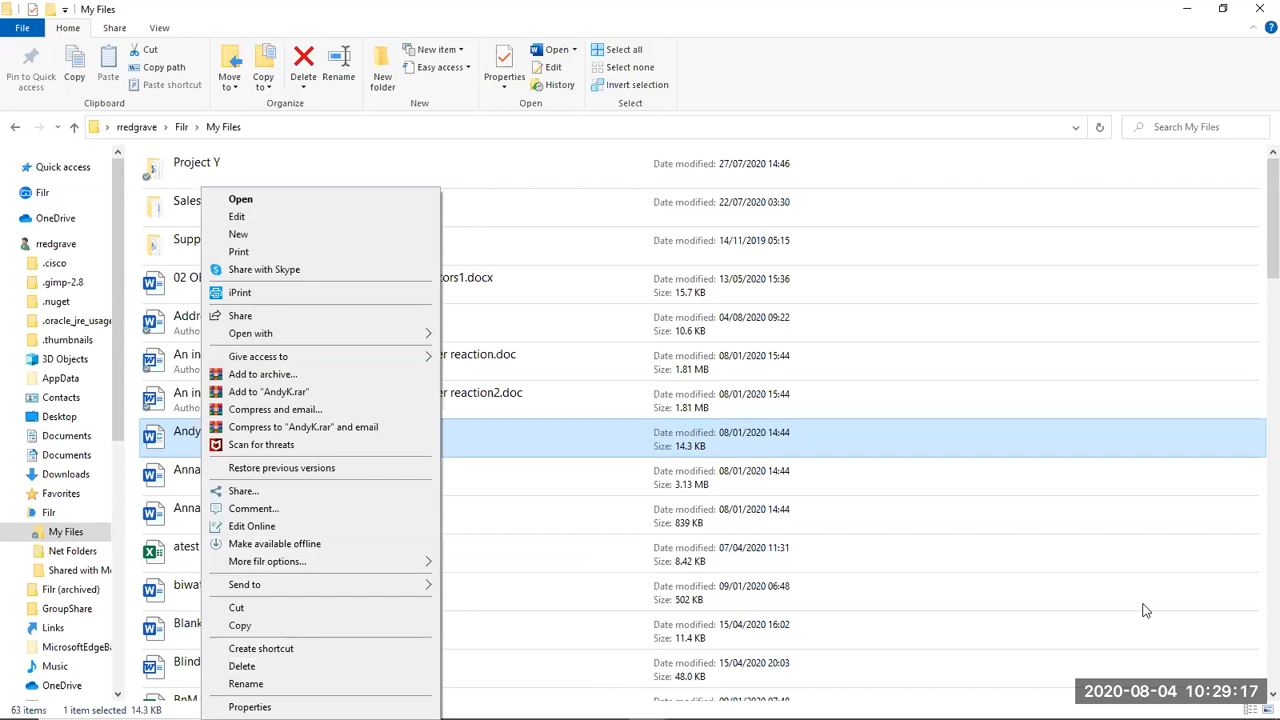 My Files
File
Home
Share
View
Pin to Quick access
Copy
Paste
Cut
Copy path
Paste shortcut
Clipboard
Move to
Copy to
Delete
Rename
Organize
New folder
New item
Easy access
New
Properties
Open
Edit
History
Open
Select all
Select none
Invert selection
Select
rredgrave > Filr > My Files
Search My Files
Quick access
Filr
OneDrive
rredgrave
.cisco
.gimp-2.8
.nuget
.oracle_jre_usage
.thumbnails
3D Objects
AppData
Contacts
Desktop
Documents
Documents
Downloads
Favorites
Filr
My Files
Net Folders
Shared with M
Filr (archived)
GroupShare
Links
MicrosoftEdgeBa
Music
OneDrive
Project Y Date modified: 27/07/2020 14:46
Sales Date modified: 22/07/2020 03:30
Supp Date modified: 14/11/2019 05:15
02 O tors1.docx Date modified: 13/05/2020 15:36
Size: 15.7 KB
Addr Date modified: 04/08/2020 09:22
Autho Size: 10.6 KB
An in er reaction.doc Date modified: 08/01/2020 15:44
Autho Size: 1.81 MB
An in er reaction2.doc Date modified: 08/01/2020 15:44
Autho Size: 1.81 MB
Andy Date modified: 08/01/2020 14:44
Size: 14.3 KB
Anna Date modified: 08/01/2020 14:44
Size: 3.13 MB
Anna Date modified: 08/01/2020 14:44
Size: 839 KB
atest Date modified: 07/04/2020 11:31
Size: 8.42 KB
biwa Date modified: 09/01/2020 06:48
Size: 502 KB
Blank Date modified: 15/04/2020 16:02
Size: 11.4 KB
Blind Date modified: 15/04/2020 20:03
Size: 48.0 KB
BnM
Open
Edit
New
Print
Share with Skype
iPrint
Share
Open with
Give access to
Add to archive...
Add to "AndyK.rar"
Compress and email...
Compress to "AndyK.rar" and email
Scan for threats
Restore previous versions
Share...
Comment...
Edit Online
Make available offline
More filr options...
Send to
Cut
Copy
Create shortcut
Delete
Rename
Properties
63 items 1 item selected 14.3 KB
2020-08-04 10:29:17